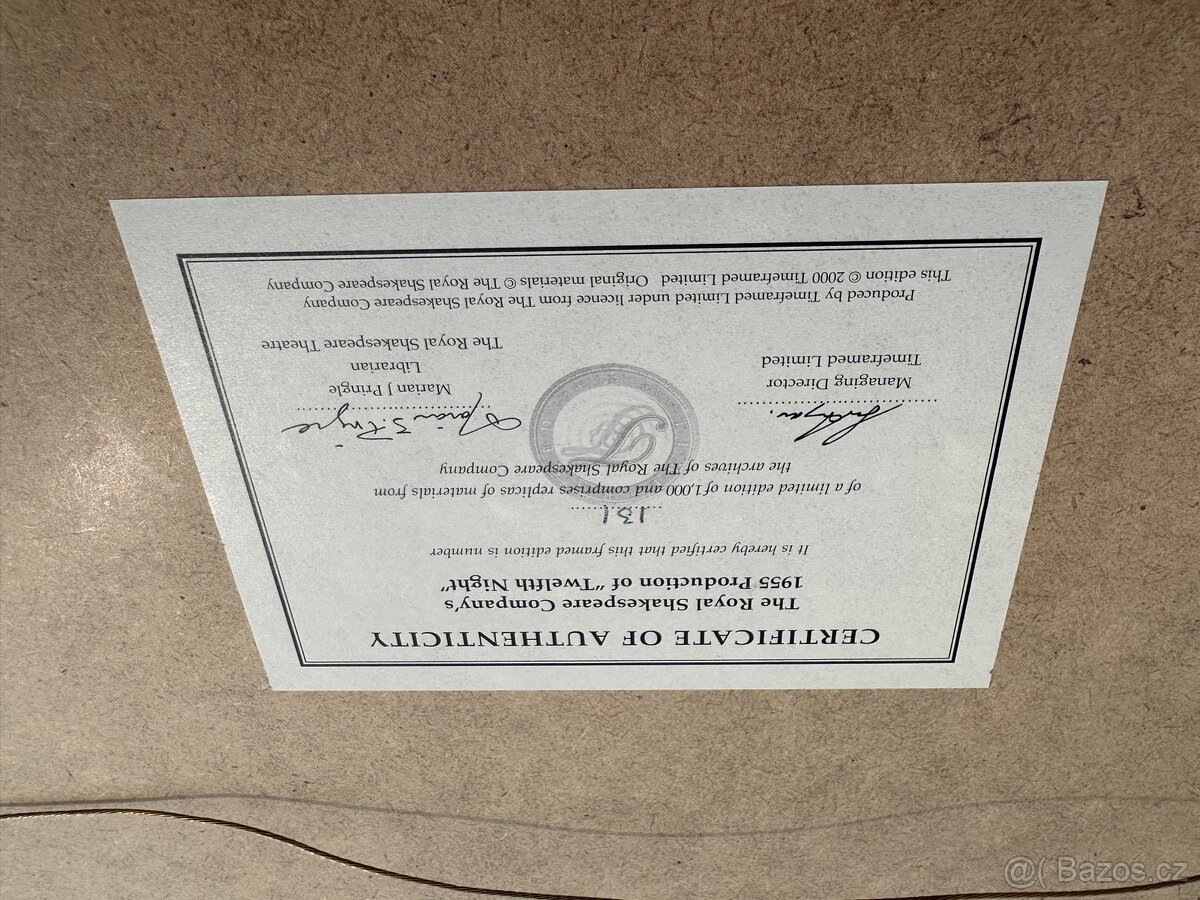 CERTIFICATE OF AUTHENTICITY
The Royal Shakespeare Company's
1955 Production of "Twelfth Night"
It is hereby certified that this framed edition is number
131
of a limited edition of 1,000 and comprises replicas of materials from
the archives of The Royal Shakespeare Company
Marian J. Pringle
Managing Director
Timeframed Limited
Marian J Pringle
Librarian
The Royal Shakespeare Theatre
Produced by Timeframed Limited under licence from The Royal Shakespeare Company
This edition © 2000 Timeframed Limited Original materials © The Royal Shakespeare Company
@( Bazos.cz